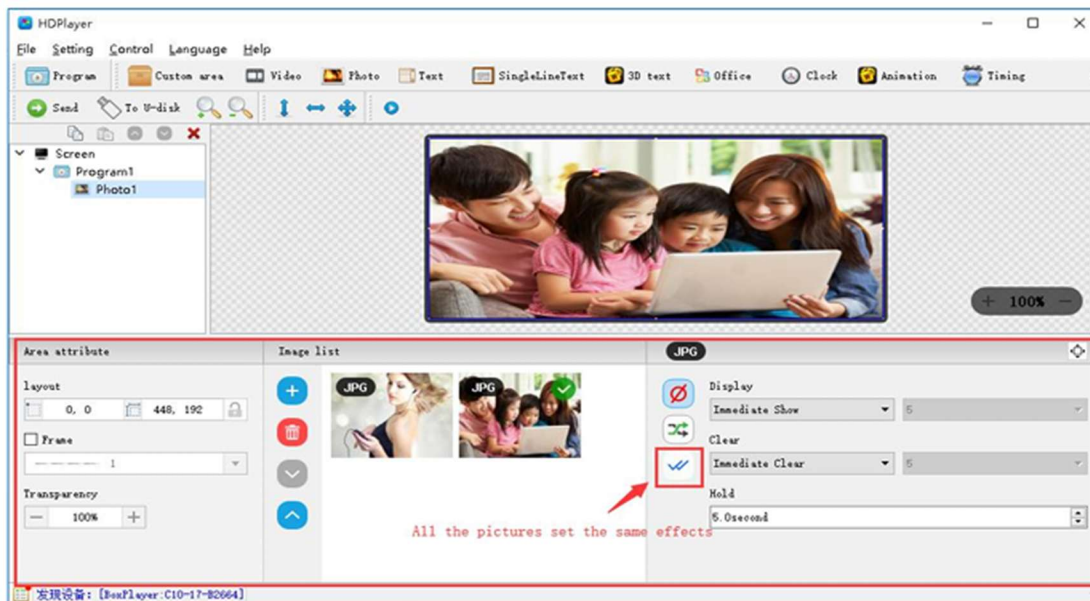 HDPlayer
File Setting Control Language Help
Program Custom area Video Photo Text SingleLineText 3D text Office Clock Animation Timing
Send To U-disk
Screen
Program1
Photo1
+ 100% −
Area attribute
Image list
JPG
layout
0, 0 448, 192
Frame
1
Transparency
− 100% +
JPG
JPG
Display
Immediate Show 5
Clear
Immediate Clear 5
Hold
5.0second
All the pictures set the same effects
发现设备: [BoxPlayer:C10-17-B2664]